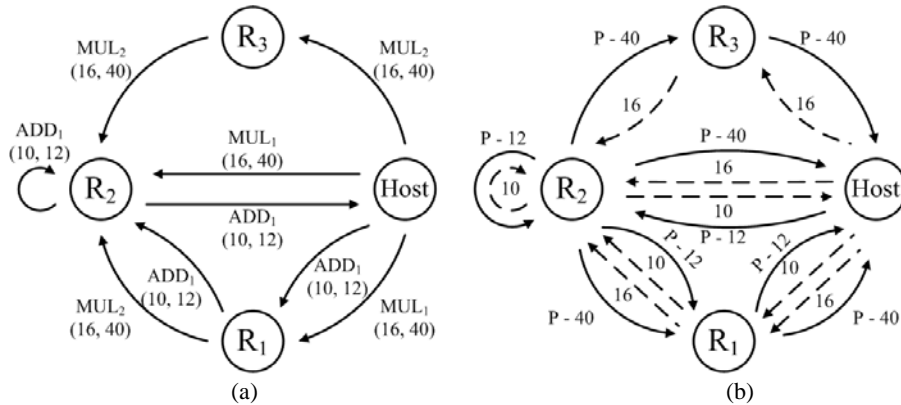 R3
MUL2
(16, 40)
MUL2
(16, 40)
ADD1
(10, 12)
MUL1
(16, 40)
R2
Host
ADD1
(10, 12)
ADD1
(10, 12)
ADD1
(10, 12)
MUL2
(16, 40)
MUL1
(16, 40)
R1
(a)
P - 40
R3
P - 40
16
16
P - 12
P - 40
10
16
R2
Host
10
P - 12
P - 12
P - 12
10
10
16
16
P - 40
P - 40
R1
(b)